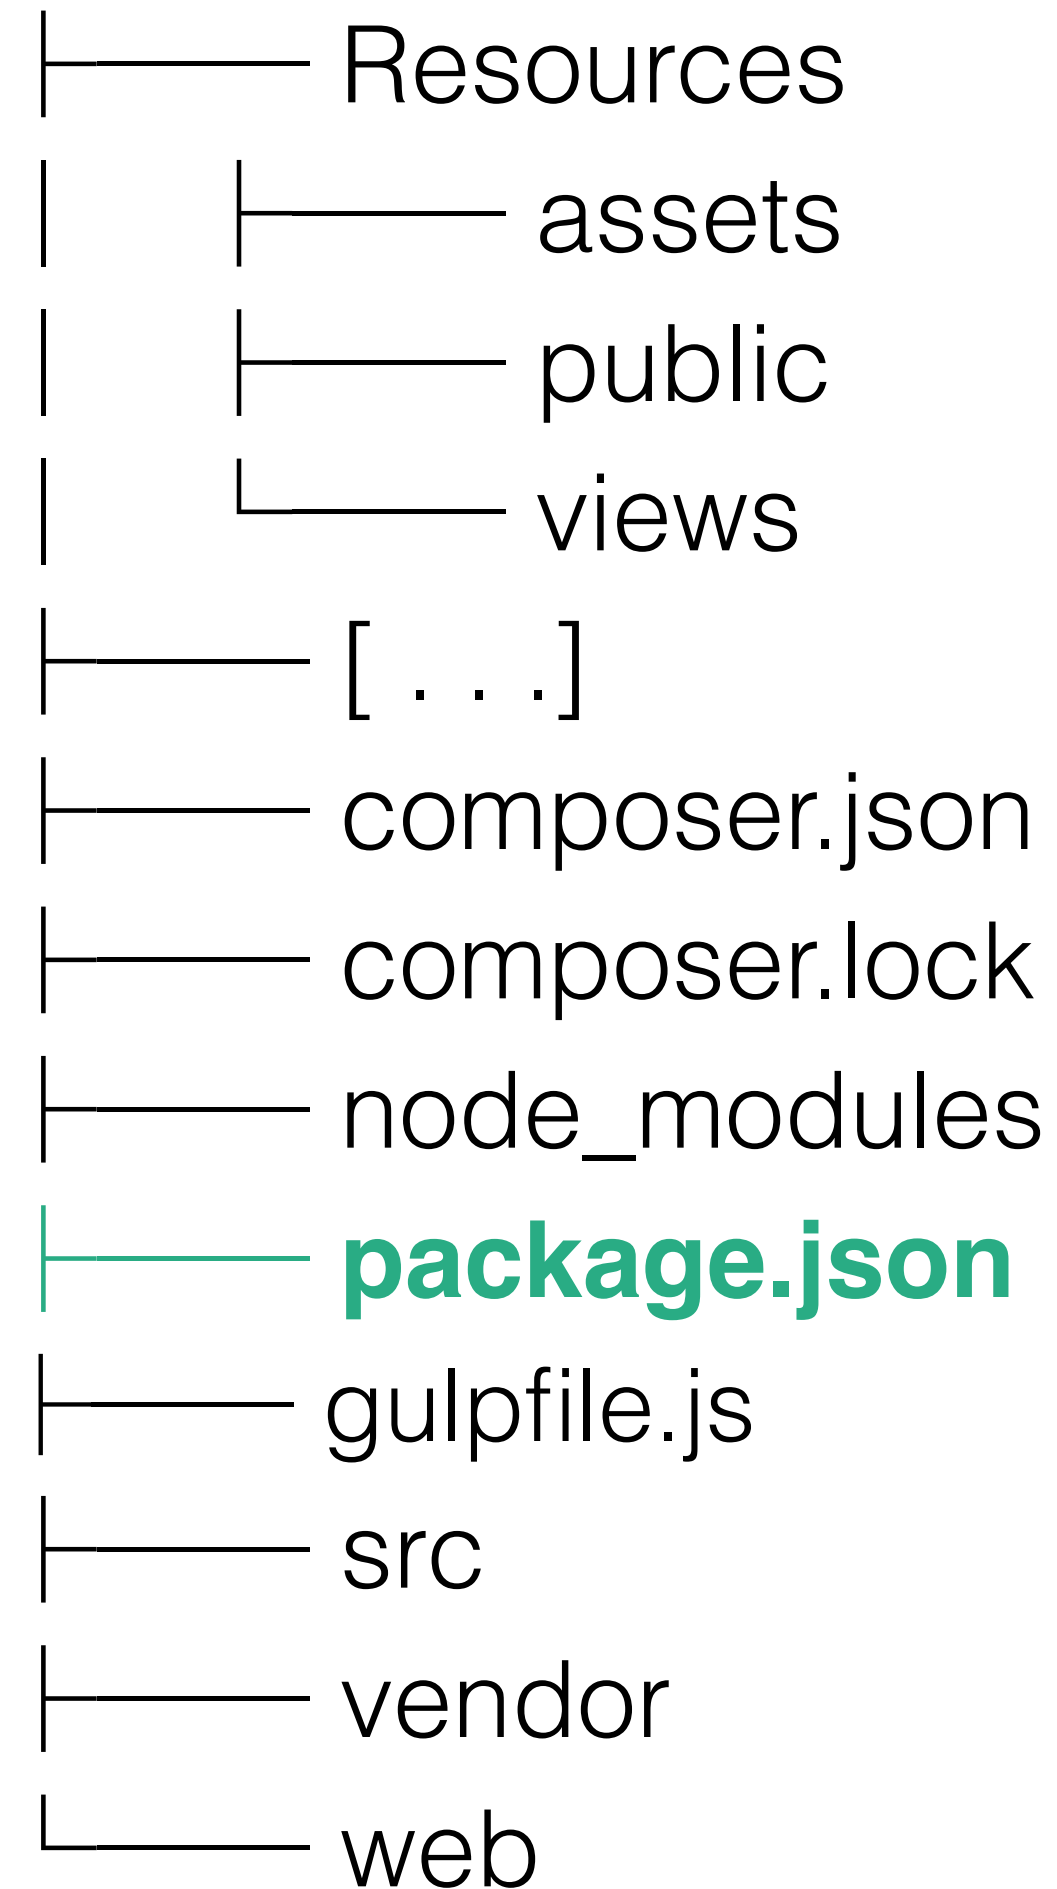 Resources
assets
public
views
[ . . .]
composer.json
composer.lock
node_modules
package.json
gulpfile.js
src
vendor
web